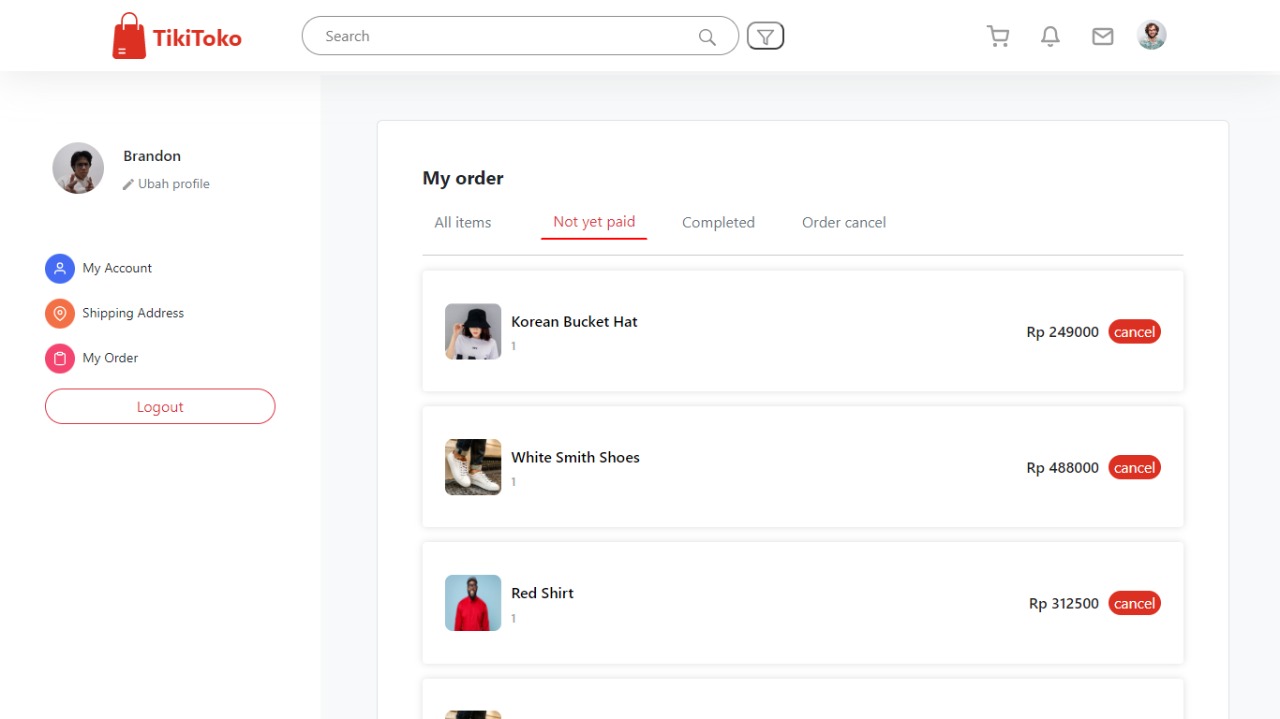 TikiToko
Search
Brandon
Ubah profile
My Account
Shipping Address
My Order
Logout
My order
All items
Not yet paid
Completed
Order cancel
Korean Bucket Hat
1
Rp 249000
cancel
White Smith Shoes
1
Rp 488000
cancel
Red Shirt
1
Rp 312500
cancel